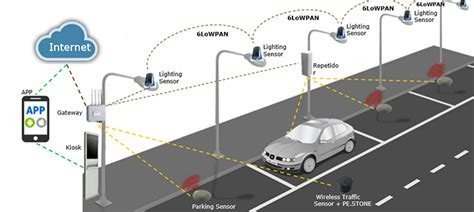 6LoWPAN
6LoWPAN
6LoWPAN
Internet
Lighting
Sensor
Lighting
Sensor
Lighting
Sensor
Lighting
Sensor
6LoWPAN
Repetido
r
APP
APP
Gateway
Kiosk
Parking Sensor
Wireless Traffic
Sensor + PE.STONE